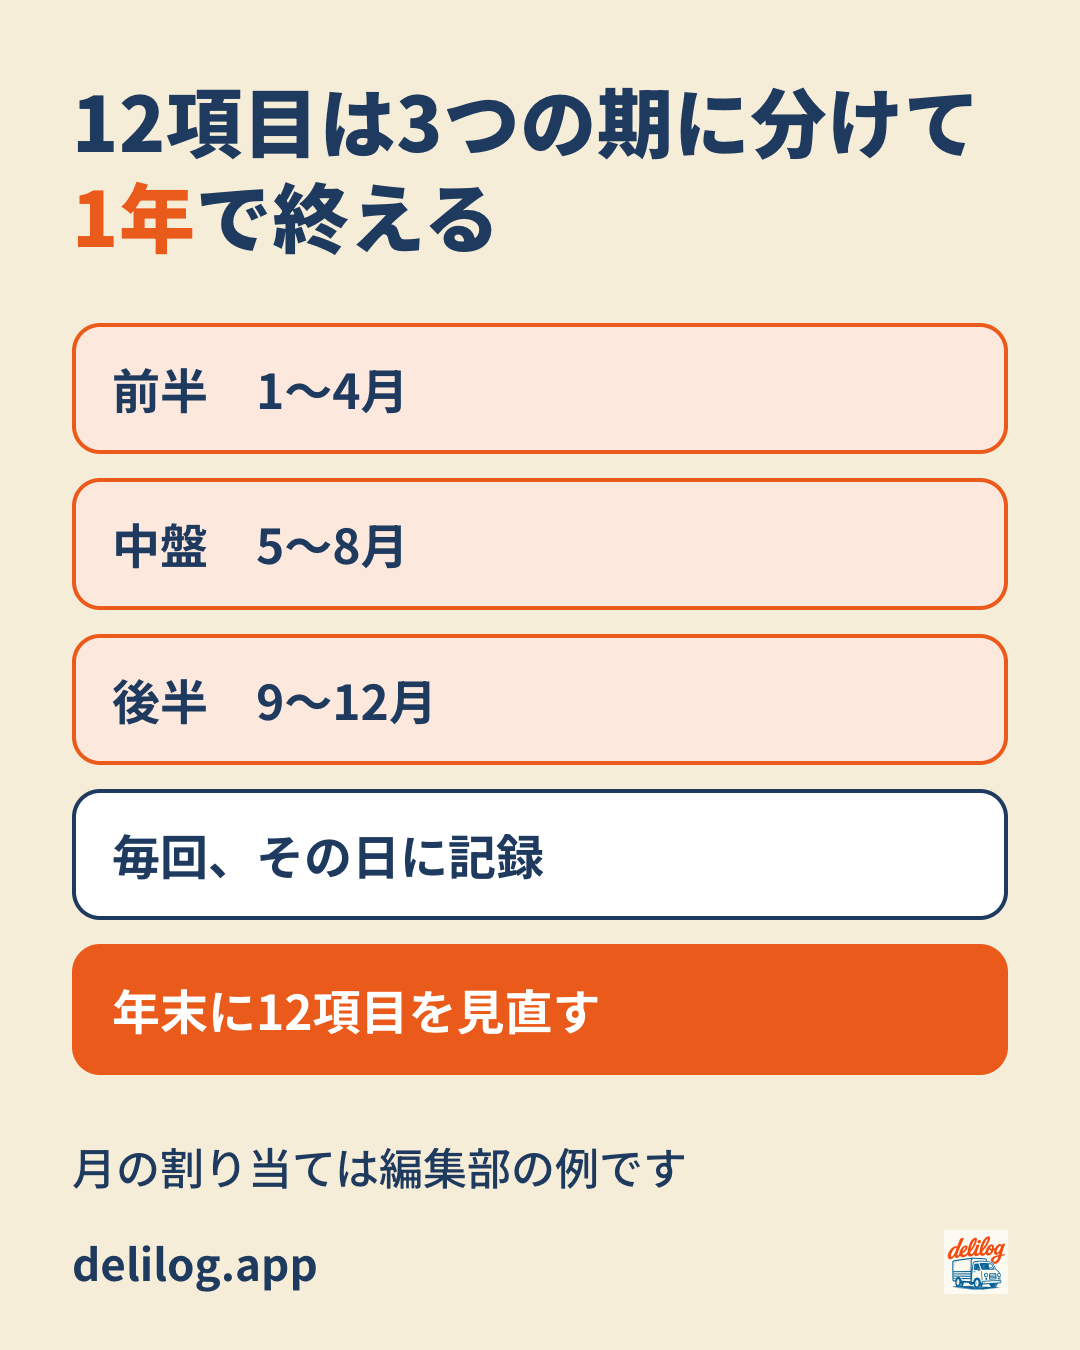 12項目は3つの期に分けて
1年で終える
前半　1〜4月
中盤　5〜8月
後半　9〜12月
毎回、その日に記録
年末に12項目を見直す
月の割り当ては編集部の例です
delilog.app
delilog